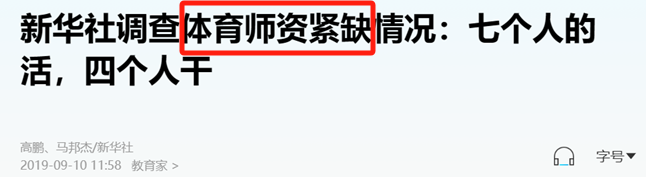 新华社调查体育师资紧缺情况：七个人的
活，四个人干
高鹏、马邦杰/新华社
2019-09-10 11:58 教育家 >
字号